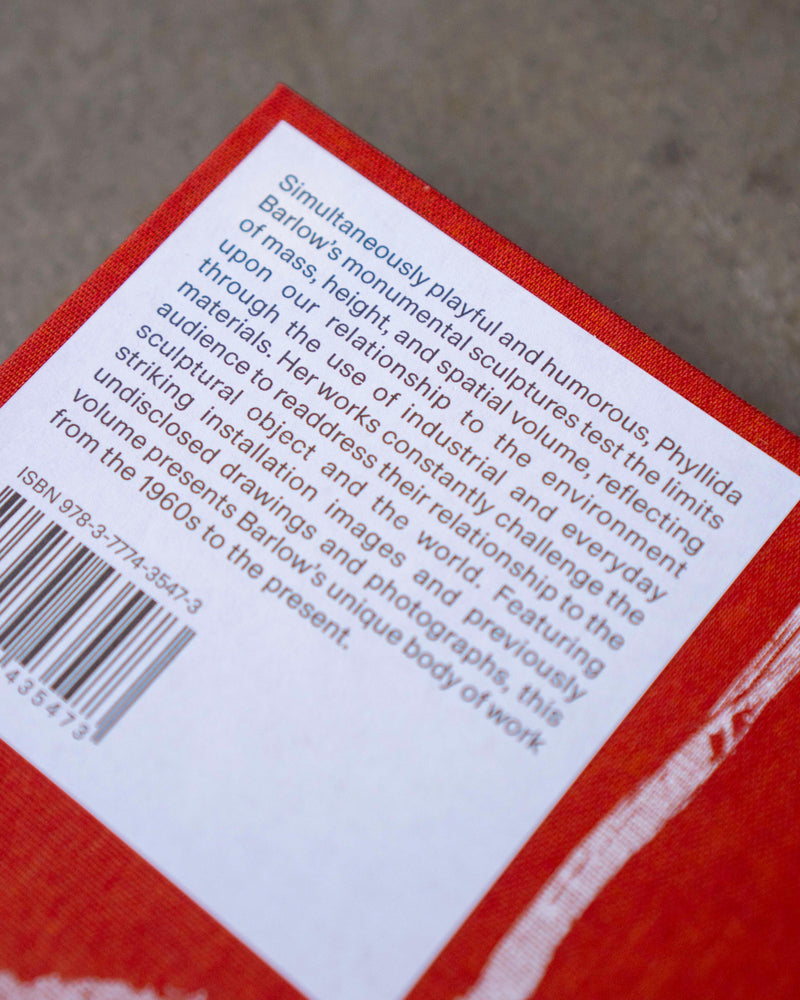 Simultaneously playful and humorous, Phyllida
Barlow’s monumental sculptures test the limits
of mass, height, and spatial volume, reflecting
upon our relationship to the environment
through the use of industrial and everyday
materials. Her works constantly challenge the
audience to readdress their relationship to the
sculptural object and the world. Featuring
striking installation images and previously
undisclosed drawings and photographs, this
volume presents Barlow’s unique body of work
from the 1960s to the present.
ISBN 978-3-7774-3547-3
435473